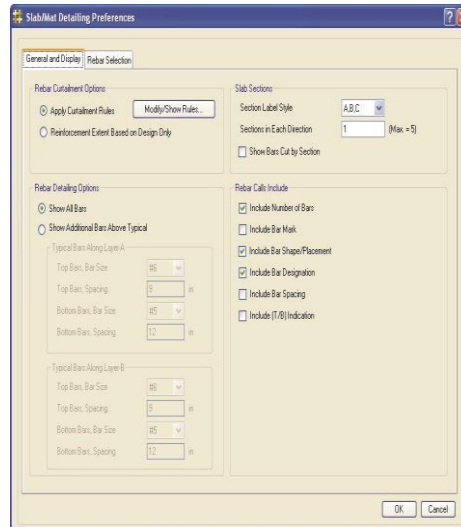 Slab/Mat Detailing Preferences
General and Display
Rebar Selection
Rebar Curtailment Options
Apply Curtailment Rules
Modify/Show Rules...
Reinforcement Extent Based on Design Only
Slab Sections
Section Label Style
A,B,C
Sections in Each Direction
1
(Max. = 5)
Show Bars Cut by Section
Rebar Detailing Options
Show All Bars
Show Additional Bars Above Typical
Typical Bars Along Layer-A
Top Bars, Bar Size
#6
Top Bars, Spacing
9
in
Bottom Bars, Bar Size
#5
Bottom Bars, Spacing
12
in
Typical Bars Along Layer-B
Top Bars, Bar Size
#6
Top Bars, Spacing
9
in
Bottom Bars, Bar Size
#5
Bottom Bars, Spacing
12
in
Rebar Calls Include
Include Number of Bars
Include Bar Mark
Include Bar Shape/Placement
Include Bar Designation
Include Bar Spacing
Include (T/B) Indication
OK
Cancel